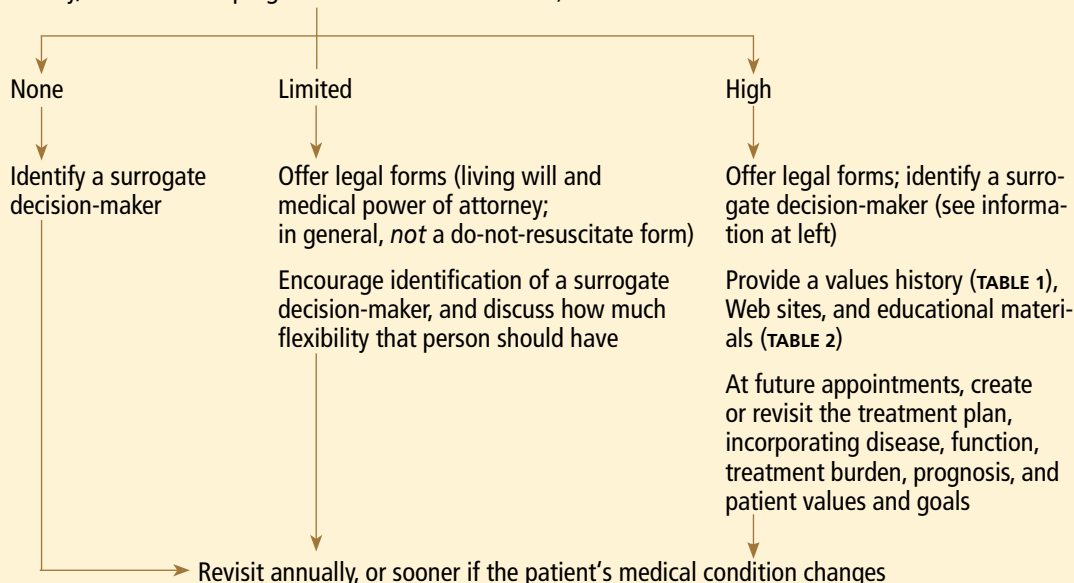 None
Limited
High
Identify a surrogate
decision-maker
Offer legal forms (living will and
medical power of attorney;
in general, not a do-not-resuscitate form)
Encourage identification of a surrogate
decision-maker, and discuss how much
flexibility that person should have
Offer legal forms; identify a surro-
gate decision-maker (see informa-
tion at left)
Provide a values history (TABLE 1),
Web sites, and educational materi-
als (TABLE 2)
At future appointments, create
or revisit the treatment plan,
incorporating disease, function,
treatment burden, prognosis, and
patient values and goals
Revisit annually, or sooner if the patient's medical condition changes